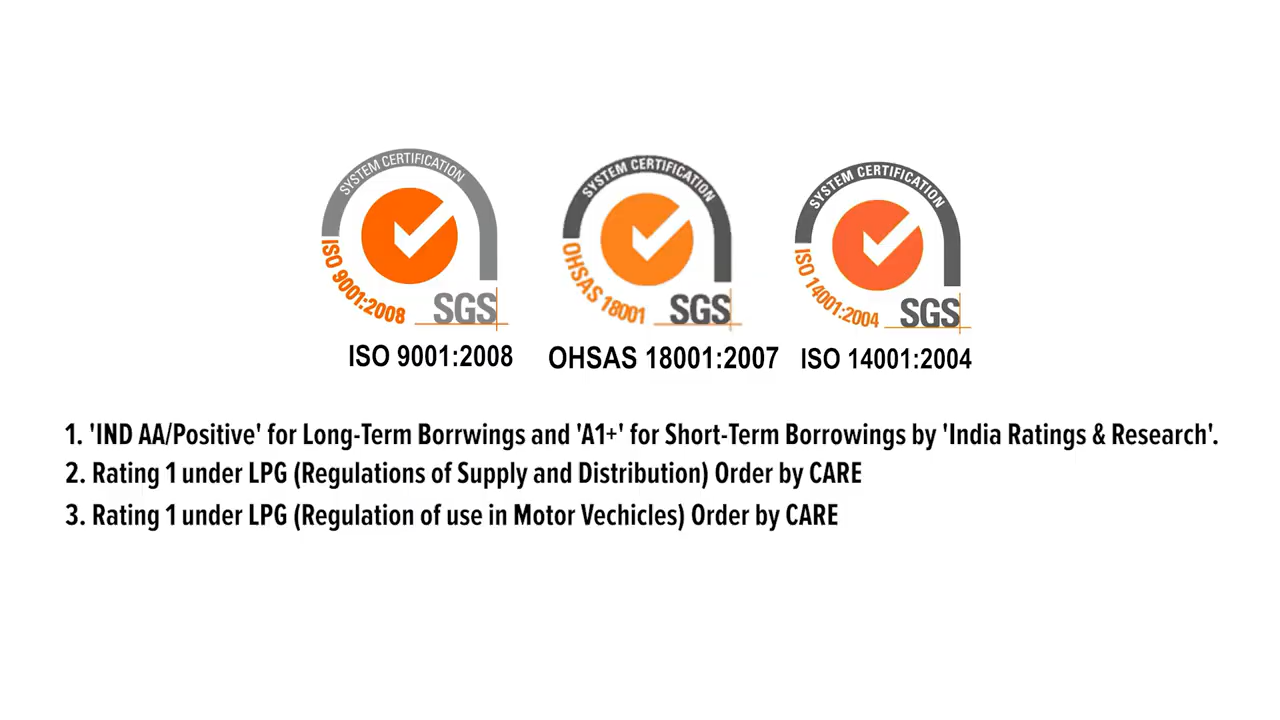 SYSTEM CERTIFICATION
ISO 9001:2008
SGS
SYSTEM CERTIFICATION
OHSAS 18001
SGS
SYSTEM CERTIFICATION
ISO 14001:2004
SGS
ISO 9001:2008
OHSAS 18001:2007
ISO 14001:2004
1. 'IND AA/Positive' for Long-Term Borrwings and 'A1+' for Short-Term Borrowings by 'India Ratings & Research'.
2. Rating 1 under LPG (Regulations of Supply and Distribution) Order by CARE
3. Rating 1 under LPG (Regulation of use in Motor Vechicles) Order by CARE